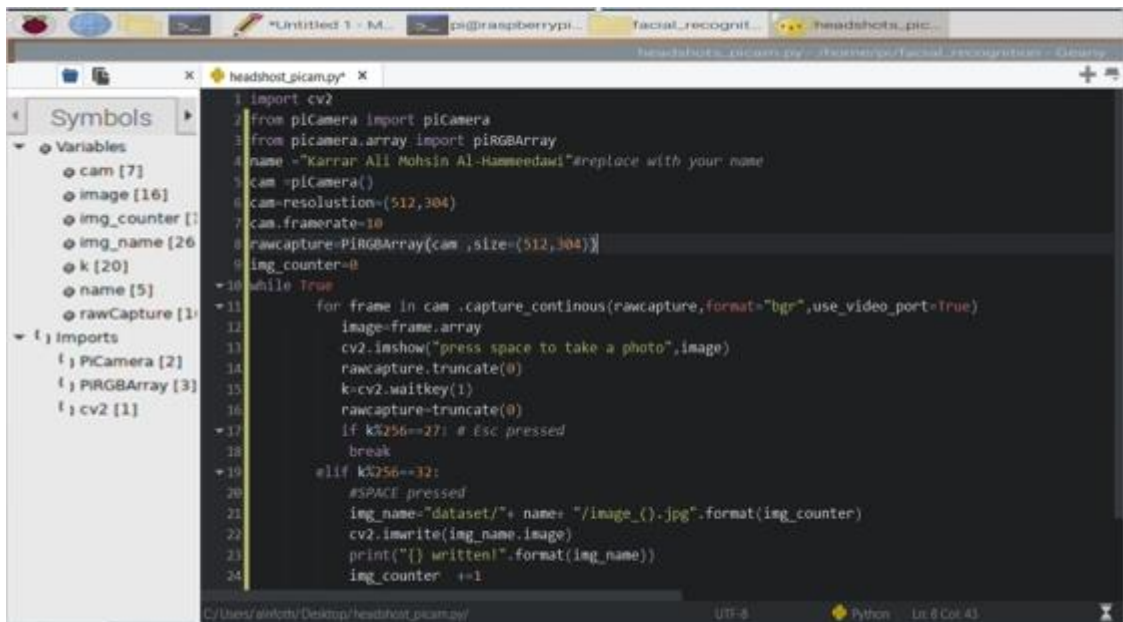 *Untitled 1 - M... pi@raspberrypi... facial_recognit... headshots_pic...
headshots_picam.py - /home/pi/facial_recognition - Geany
headshost_picam.py*
Symbols
Variables
cam [7]
image [16]
img_counter [
img_name [26
k [20]
name [5]
rawCapture [1
Imports
PiCamera [2]
PiRGBArray [3]
cv2 [1]
1 import cv2
2 from piCamera import piCamera
3 from picamera.array import piRGBArray
4 name ="Karrar Ali Mohsin Al-Hammeedawi"#replace with your name
5 cam =piCamera()
6 cam=resolustion=(512,304)
7 cam.framerate=10
8 rawcapture=PiRGBArray(cam ,size=(512,304))
9 img_counter=0
10 while True
11 for frame in cam .capture_continous(rawcapture,format="bgr",use_video_port=True)
12 image=frame.array
13 cv2.imshow("press space to take a photo",image)
14 rawcapture.truncate(0)
15 k=cv2.waitkey(1)
16 rawcapture=truncate(0)
17 if k%256==27: # Esc pressed
18 break
19 elif k%256==32:
20 #SPACE pressed
21 img_name="dataset/"+ name+ "/image_().jpg".format(img_counter)
22 cv2.imwrite(img_name.image)
23 print("{} written!".format(img_name))
24 img_counter +=1
UTF-8 Python Ln:8 Col:43